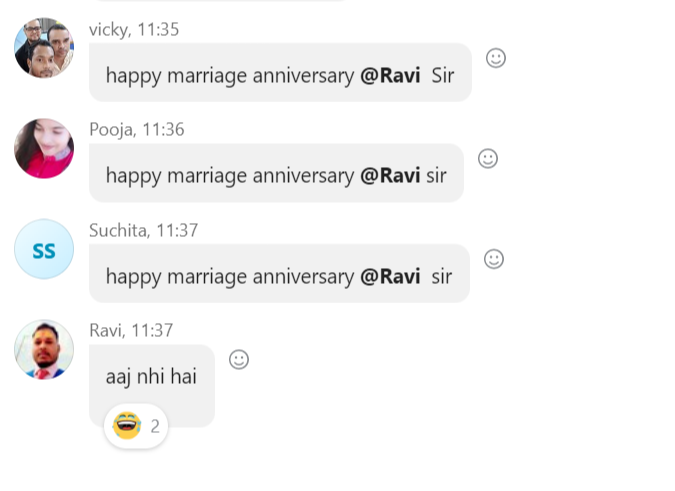 vicky, 11:35
happy marriage anniversary @Ravi Sir
Pooja, 11:36
happy marriage anniversary @Ravi sir
Suchita, 11:37
SS
happy marriage anniversary @Ravi sir
Ravi, 11:37
aaj nhi hai
2